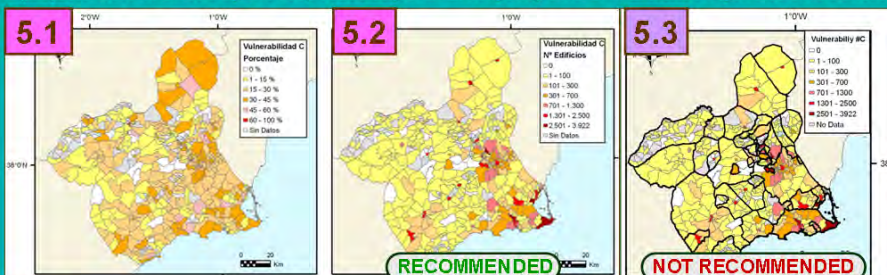 5.1
2°0'W
1°0'W
38°0'N
Vulnerabilidad C
Porcentaje
0 %
1 - 15 %
15 - 30 %
30 - 45 %
45 - 60 %
60 - 100 %
Sin Datos
0 20
Km
5.2
1°0'W
Vulnerabilidad C
Nº Edificios
0
1 - 100
101 - 300
301 - 700
701 - 1.300
1.301 - 2.500
2.501 - 3.922
Sin Datos
0 20
Km
RECOMMENDED
5.3
1°0'W
Vulnerabiliy #C
0
1 - 100
101 - 300
301 - 700
701 - 1300
1301 - 2500
2501 - 3922
No Data
38°
NOT RECOMMENDED